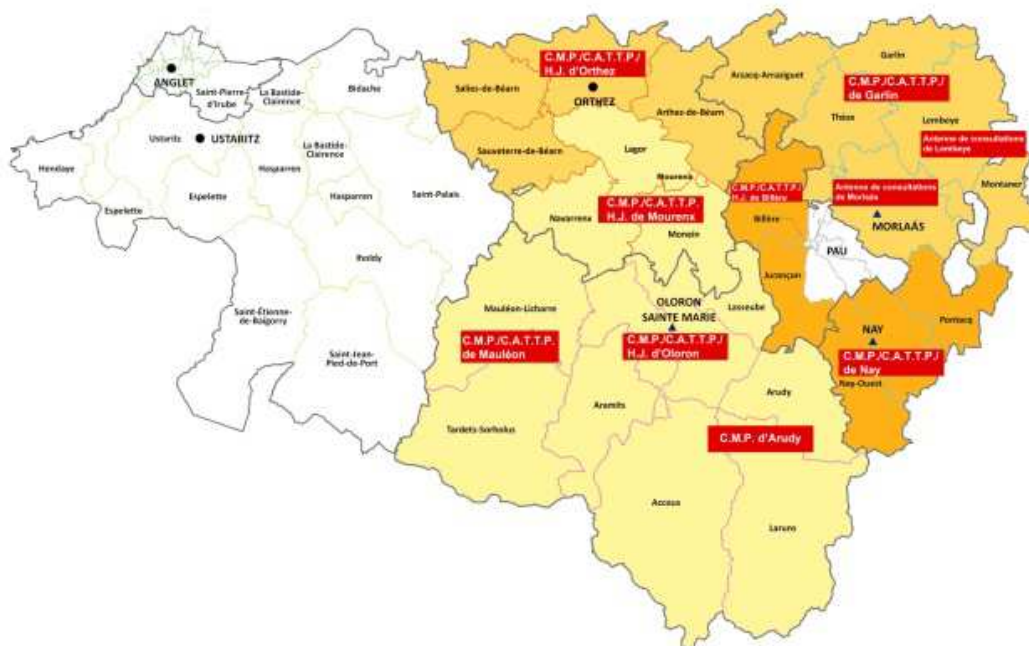 ANGLET
Saint-Pierre-
d'Irube
La Bastide-
Clairence
Bidache
Ustaritz
USTARITZ
Hendaye
Espelette
Espelette
Hasparren
La Bastide-
Clairence
Hasparren
Saint-Palais
Iholdy
Saint-Étienne-
de-Baïgorry
Saint-Jean-
Pied-de-Port
Salies-de-Béarn
C.M.P./C.A.T.T.P./
H.J. d'Orthez
ORTHEZ
Arthez-de-Béarn
Sauveterre-de-Béarn
Lagor
Mourenx
Navarrenx
C.M.P./C.A.T.T.P.
H.J. de Mourenx
Monein
Arzacq-Arraziguet
Garlin
C.M.P./C.A.T.T.P./
de Garlin
Thèze
Lembeye
Antenne de consultations
de Lembeye
Montaner
Antenne de consultations
de Morlaàs
MORLAÀS
C.M.P./C.A.T.T.P./
H.J. de Billère
Billère
PAU
Jurançon
Pontacq
NAY
C.M.P./C.A.T.T.P./
de Nay
Nay-Ouest
Mauléon-Licharre
C.M.P./C.A.T.T.P.
de Mauléon
Tardets-Sorholus
OLORON
SAINTE MARIE
C.M.P./C.A.T.T.P./
H.J. d'Oloron
Lasseube
Aramits
Arudy
C.M.P. d'Arudy
Accous
Laruns